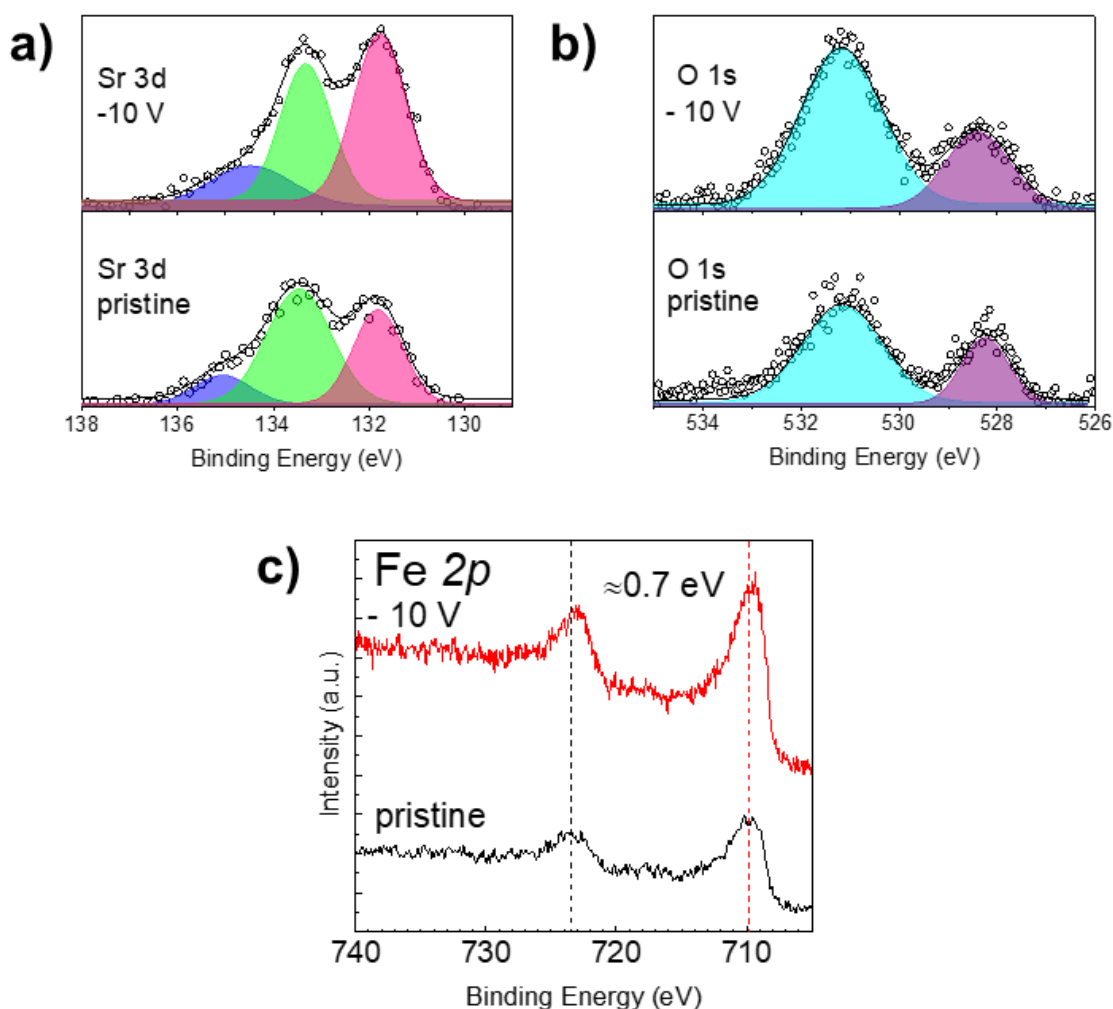 a)
Sr 3d
-10 V
Sr 3d
pristine
138 136 134 132 130
Binding Energy (eV)
b)
O 1s
- 10 V
O 1s
pristine
534 532 530 528 526
Binding Energy (eV)
c)
Fe 2p
- 10 V
≈0.7 eV
pristine
Intensity (a.u.)
740 730 720 710
Binding Energy (eV)